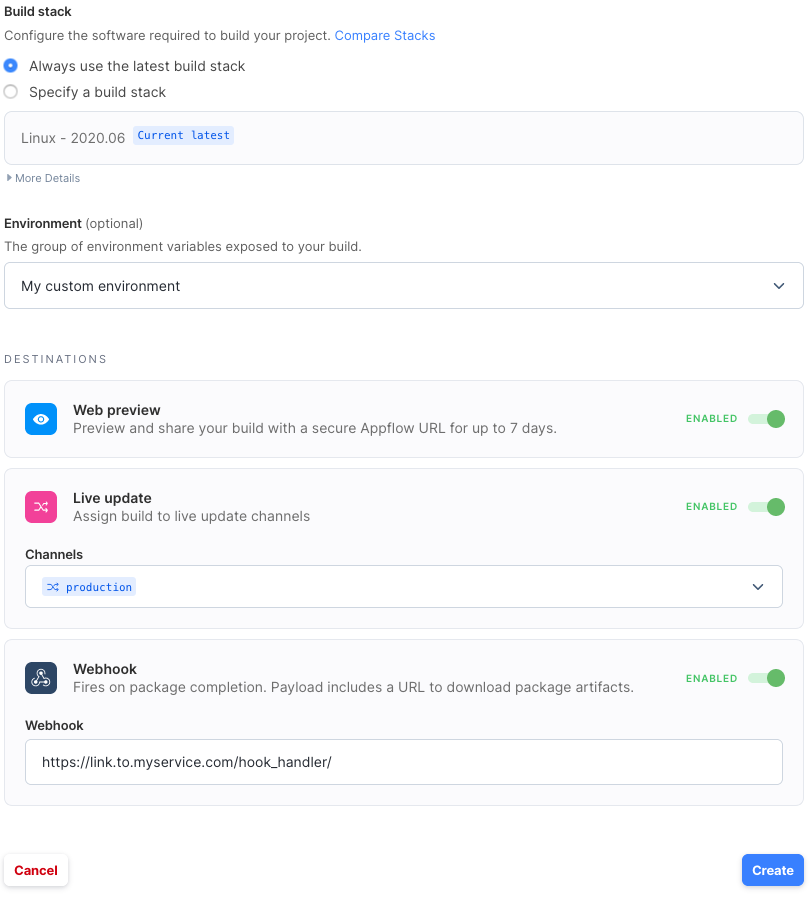 Build stack
Configure the software required to build your project. Compare Stacks
Always use the latest build stack
Specify a build stack
Linux - 2020.06 Current latest
More Details
Environment (optional)
The group of environment variables exposed to your build.
My custom environment
DESTINATIONS
Web preview
Preview and share your build with a secure Appflow URL for up to 7 days.
ENABLED
Live update
Assign build to live update channels
ENABLED
Channels
production
Webhook
Fires on package completion. Payload includes a URL to download package artifacts.
ENABLED
Webhook
https://link.to.myservice.com/hook_handler/
Cancel
Create